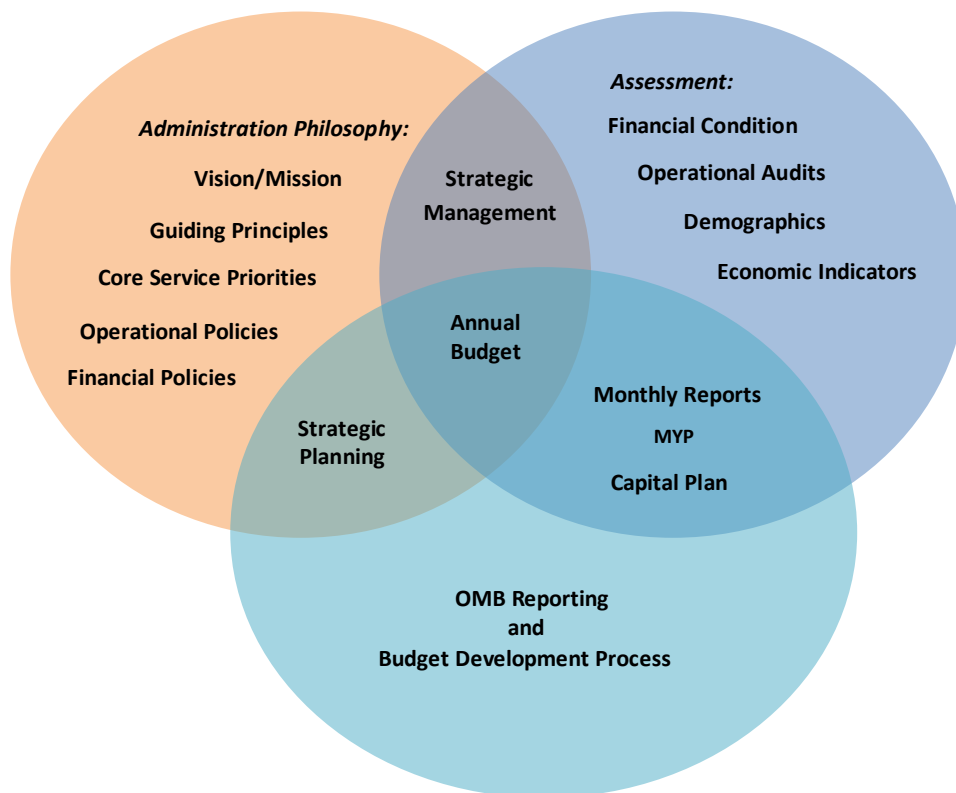 Administration Philosophy:
Vision/Mission
Guiding Principles
Core Service Priorities
Operational Policies
Financial Policies
Strategic
Management
Assessment:
Financial Condition
Operational Audits
Demographics
Economic Indicators
Annual
Budget
Strategic
Planning
Monthly Reports
MYP
Capital Plan
OMB Reporting
and
Budget Development Process